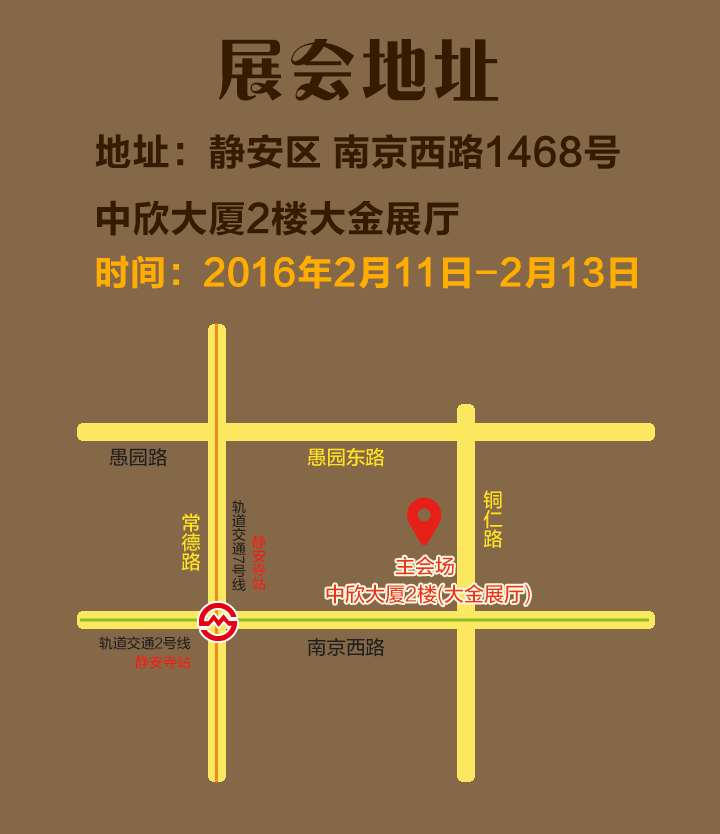 展会地址
地址：静安区 南京西路1468号
中欣大厦2楼大金展厅
时间：2016年2月11日-2月13日
愚园路
愚园东路
常德路
轨道交通7号线
静安寺站
铜仁路
主会场
中欣大厦2楼(大金展厅)
轨道交通2号线
静安寺站
南京西路